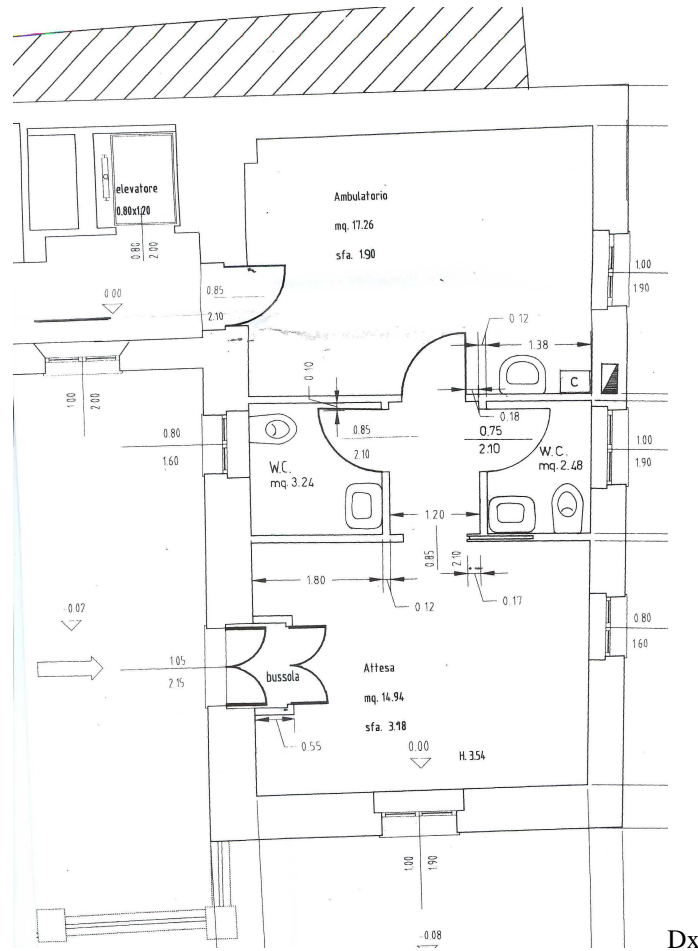 elevatore
0.80x1.20
0.80
2.00
Ambulatorio
mq. 17.26
sfa. 1.90
1.00
1.90
0.00
0.85
2.10
0.12
1.38
C
0.10
0.18
1.00
2.00
0.80
1.60
0.85
2.10
0.75
2.10
W.C.
mq. 3.24
W.C.
mq. 2.48
1.00
1.90
1.20
0.85
2.10
1.80
0.12
0.17
-0.02
0.80
1.60
1.05
2.15
bussola
Attesa
mq. 14.94
sfa. 3.98
0.55
0.00
H. 3.54
1.00
1.90
-0.08
Dx